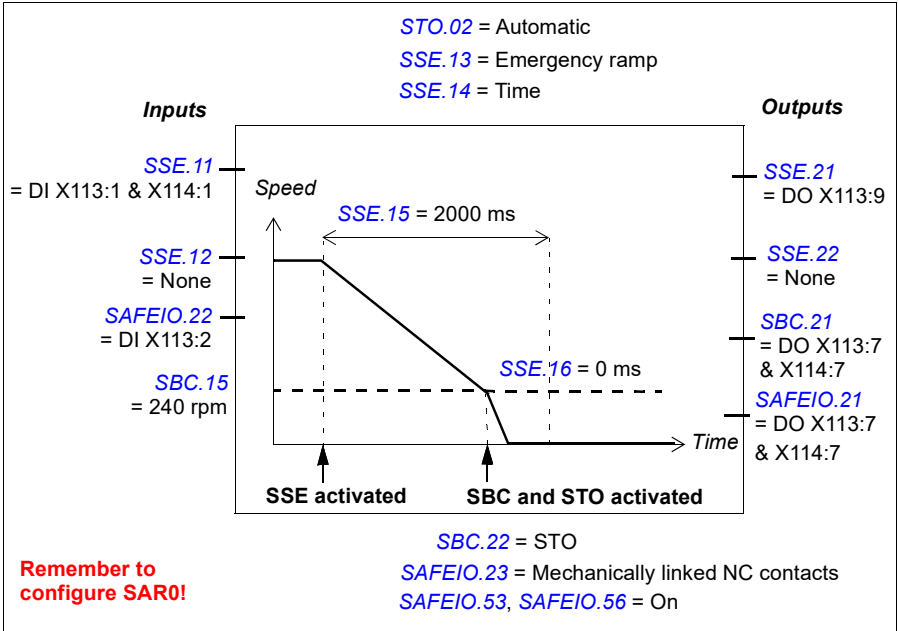 STO.02 = Automatic
SSE.13 = Emergency ramp
SSE.14 = Time
Inputs
Outputs
SSE.11
= DI X113:1 & X114:1
SSE.12
= None
SAFEIO.22
= DI X113:2
SBC.15
= 240 rpm
Speed
SSE.15 = 2000 ms
SSE.16 = 0 ms
Time
SSE activated
SBC and STO activated
SSE.21
= DO X113:9
SSE.22
= None
SBC.21
= DO X113:7
& X114:7
SAFEIO.21
= DO X113:7
& X114:7
SBC.22 = STO
SAFEIO.23 = Mechanically linked NC contacts
SAFEIO.53, SAFEIO.56 = On
Remember to
configure SAR0!